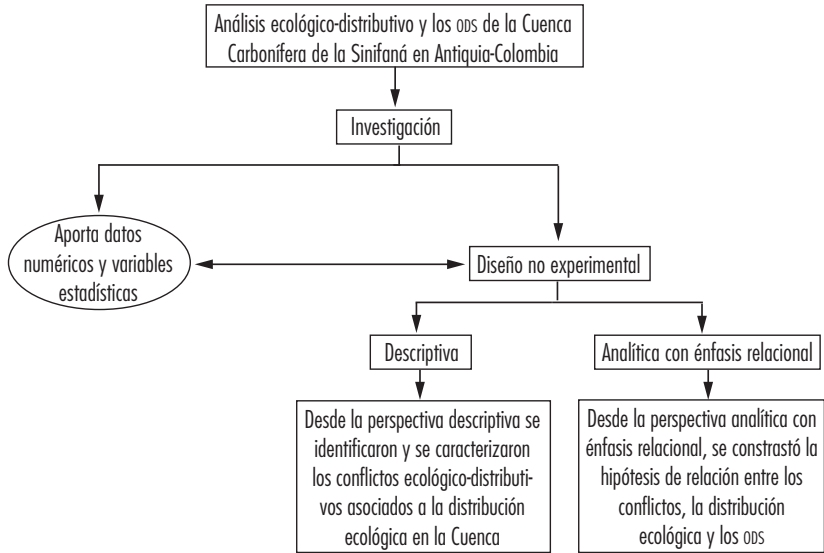 Análisis ecológico-distributivo y los ODS de la Cuenca
Carbonífera de la Sinifaná en Antiquia-Colombia
Investigación
Aporta datos
numéricos y variables
estadísticas
Diseño no experimental
Descriptiva
Analítica con énfasis relacional
Desde la perspectiva descriptiva se
identificaron y se caracterizaron
los conflictos ecológico-distributi-
vos asociados a la distribución
ecológica en la Cuenca
Desde la perspectiva analítica con
énfasis relacional, se constrastó la
hipótesis de relación entre los
conflictos, la distribución
ecológica y los ODS